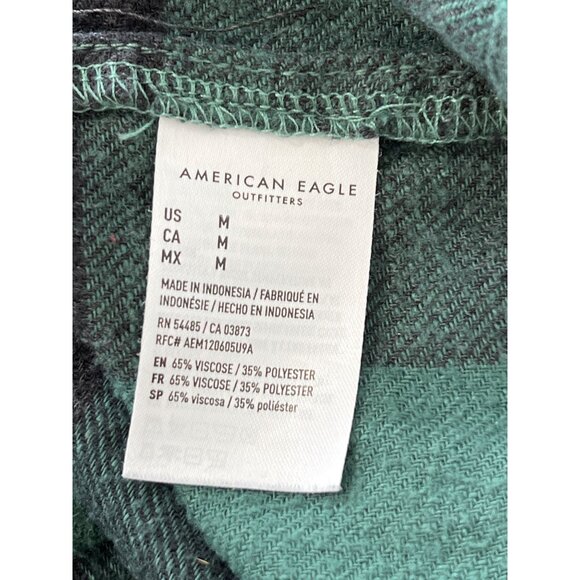 AMERICAN EAGLE
OUTFITTERS
US M
CA M
MX M
MADE IN INDONESIA / FABRIQUÉ EN
INDONÉSIE / HECHO EN INDONESIA
RN 54485 / CA 03873
RFC# AEM120605U9A
EN 65% VISCOSE / 35% POLYESTER
FR 65% VISCOSE / 35% POLYESTER
SP 65% viscosa / 35% poliéster